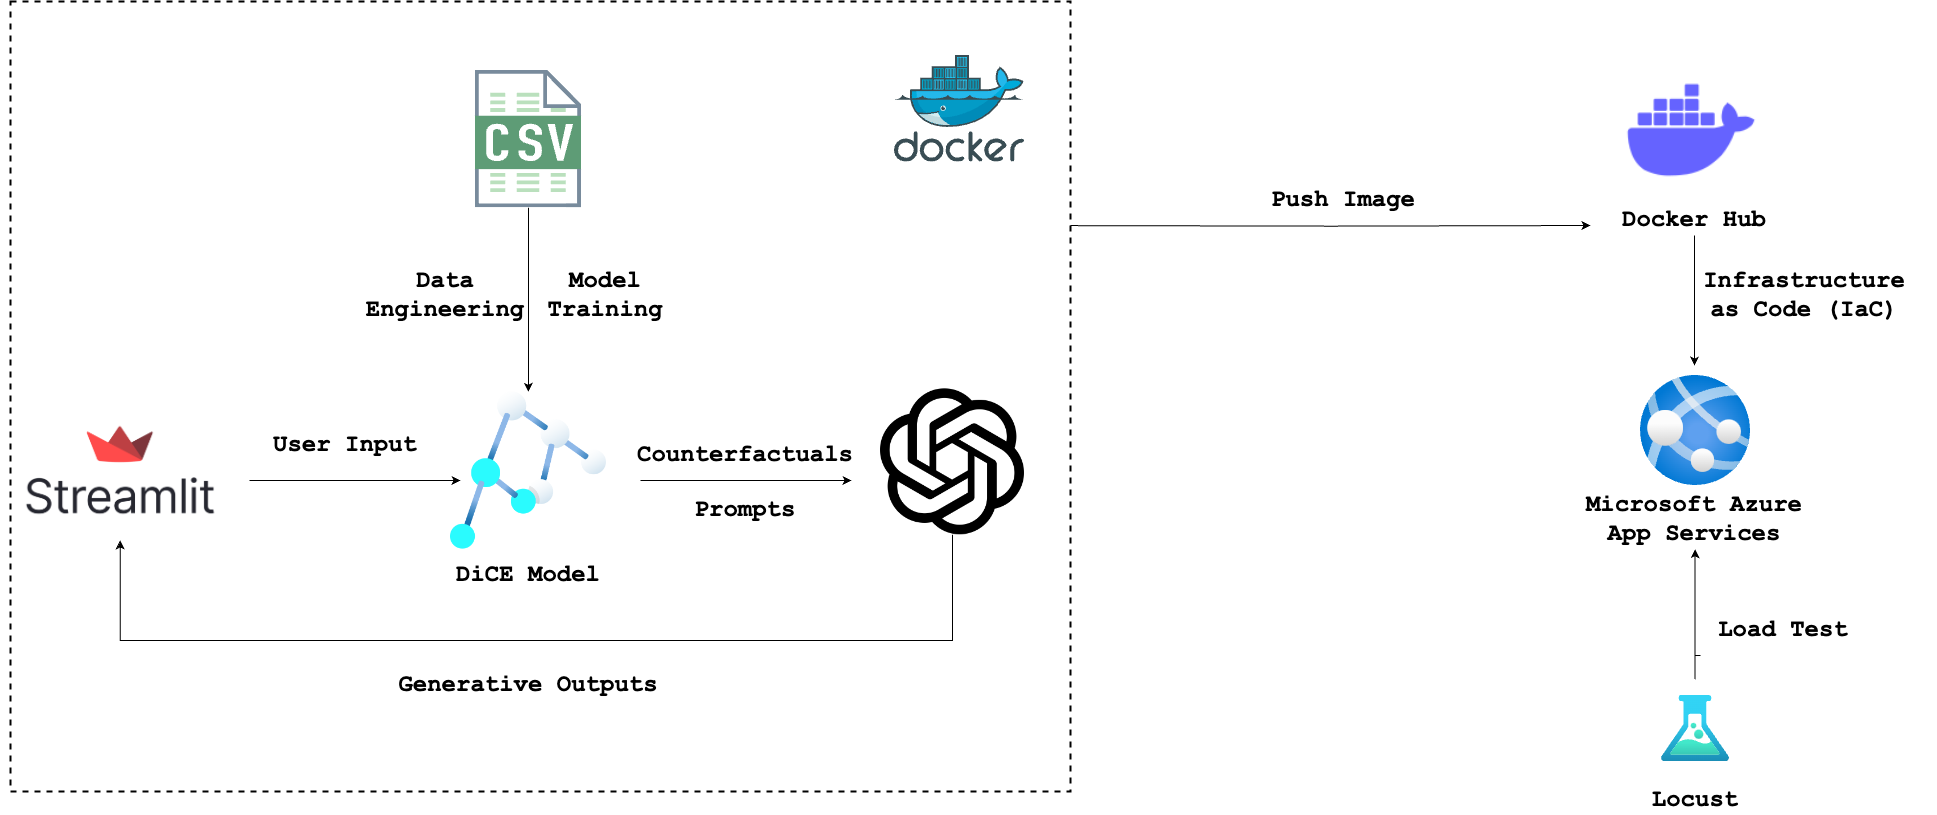 CSV
docker
Push Image
Docker Hub
Data
Engineering
Model
Training
Infrastructure
as Code (IaC)
Streamlit
User Input
Counterfactuals
Prompts
DiCE Model
Microsoft Azure
App Services
Generative Outputs
Load Test
Locust